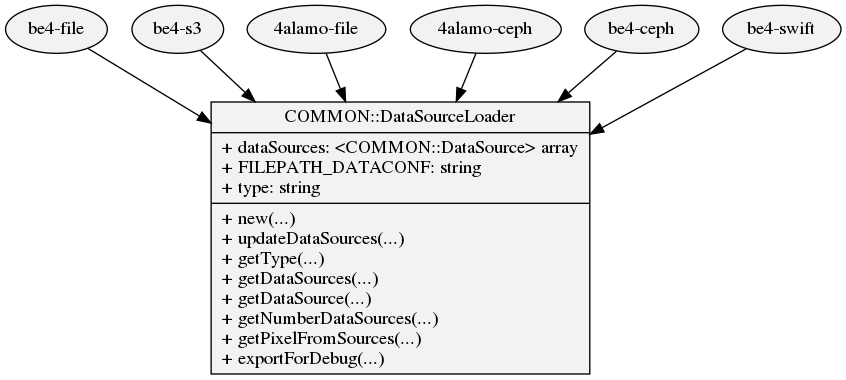 be4-file
be4-s3
4alamo-file
4alamo-ceph
be4-ceph
be4-swift
COMMON::DataSourceLoader
+ dataSources: <COMMON::DataSource> array
+ FILEPATH_DATACONF: string
+ type: string
+ new(...)
+ updateDataSources(...)
+ getType(...)
+ getDataSources(...)
+ getDataSource(...)
+ getNumberDataSources(...)
+ getPixelFromSources(...)
+ exportForDebug(...)